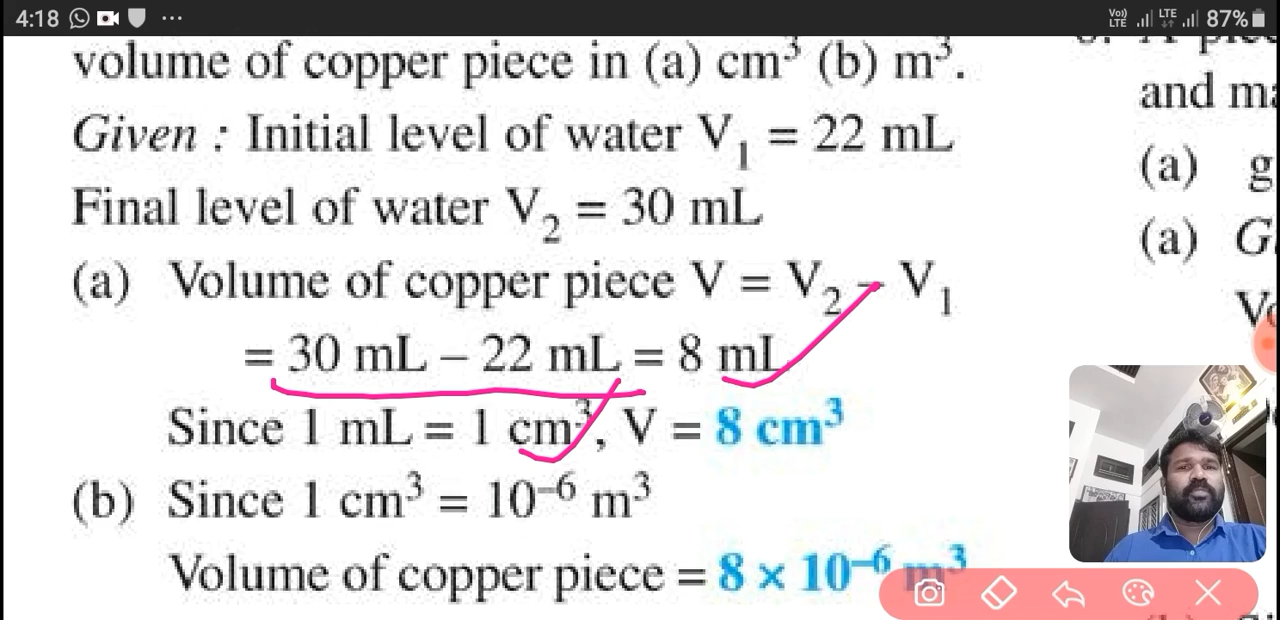 4:18 ... Vo) LTE LTE 87%
volume of copper piece in (a) cm³ (b) m³.
Given : Initial level of water V₁ = 22 mL
Final level of water V₂ = 30 mL
(a) Volume of copper piece V = V₂ – V₁
= 30 mL – 22 mL = 8 mL
Since 1 mL = 1 cm³, V = 8 cm³
(b) Since 1 cm³ = 10⁻⁶ m³
Volume of copper piece = 8 × 10⁻⁶ m³
and
(a)
(a)